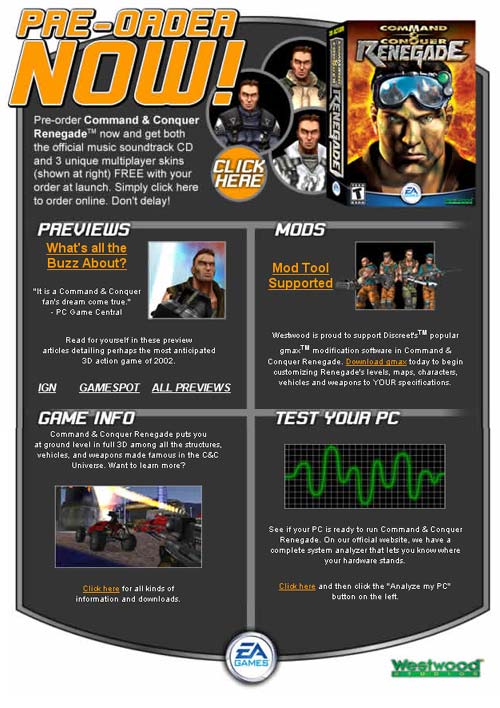 PRE-ORDER
NOW!
Pre-order Command & Conquer
Renegade™ now and get both
the official music soundtrack CD
and 3 unique multiplayer skins
(shown at right) FREE with your
order at launch. Simply click here
to order online. Don't delay!
CLICK
HERE
COMMAND
& CONQUER
RENEGADE
RENEGADE
T
EA
PREVIEWS
What's all the
Buzz About?
"It is a Command & Conquer
fan's dream come true."
- PC Game Central
Read for yourself in these preview
articles detailing perhaps the most anticipated
3D action game of 2002.
IGN GAMESPOT ALL PREVIEWS
MODS
Mod Tool
Supported
Westwood is proud to support Discreet's™ popular
gmax™ modification software in Command &
Conquer Renegade. Download gmax today to begin
customizing Renegade's levels, maps, characters,
vehicles and weapons to YOUR specifications.
GAME INFO
Command & Conquer Renegade puts you
at ground level in full 3D among all the structures,
vehicles, and weapons made famous in the C&C
Universe. Want to learn more?
Click here for all kinds of
information and downloads.
TEST YOUR PC
See if your PC is ready to run Command & Conquer
Renegade. On our official website, we have a
complete system analyzer that lets you know where
your hardware stands.
Click here and then click the "Analyze my PC"
button on the left.
EA
GAMES
Westwood
STUDIOS